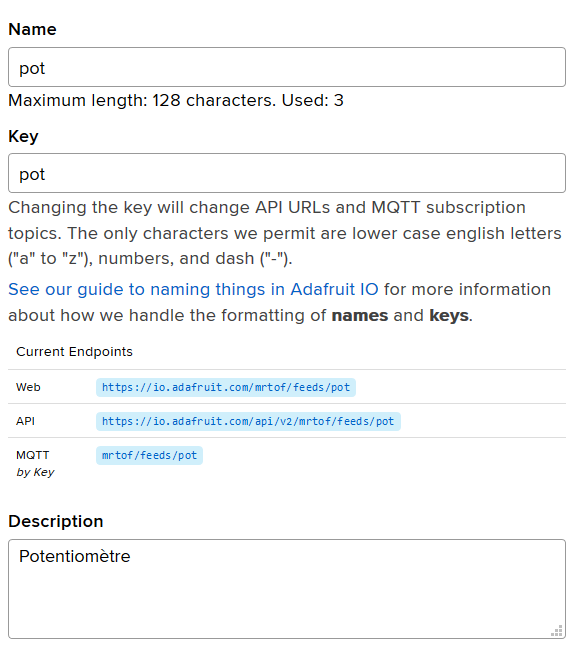 Name
pot
Maximum length: 128 characters. Used: 3
Key
pot
Changing the key will change API URLs and MQTT subscription
topics. The only characters we permit are lower case english letters
("a" to "z"), numbers, and dash ("-").
See our guide to naming things in Adafruit IO for more information
about how we handle the formatting of names and keys.
Current Endpoints
Web https://io.adafruit.com/mrtof/feeds/pot
API https://io.adafruit.com/api/v2/mrtof/feeds/pot
MQTT mrtof/feeds/pot
by Key
Description
Potentiomètre